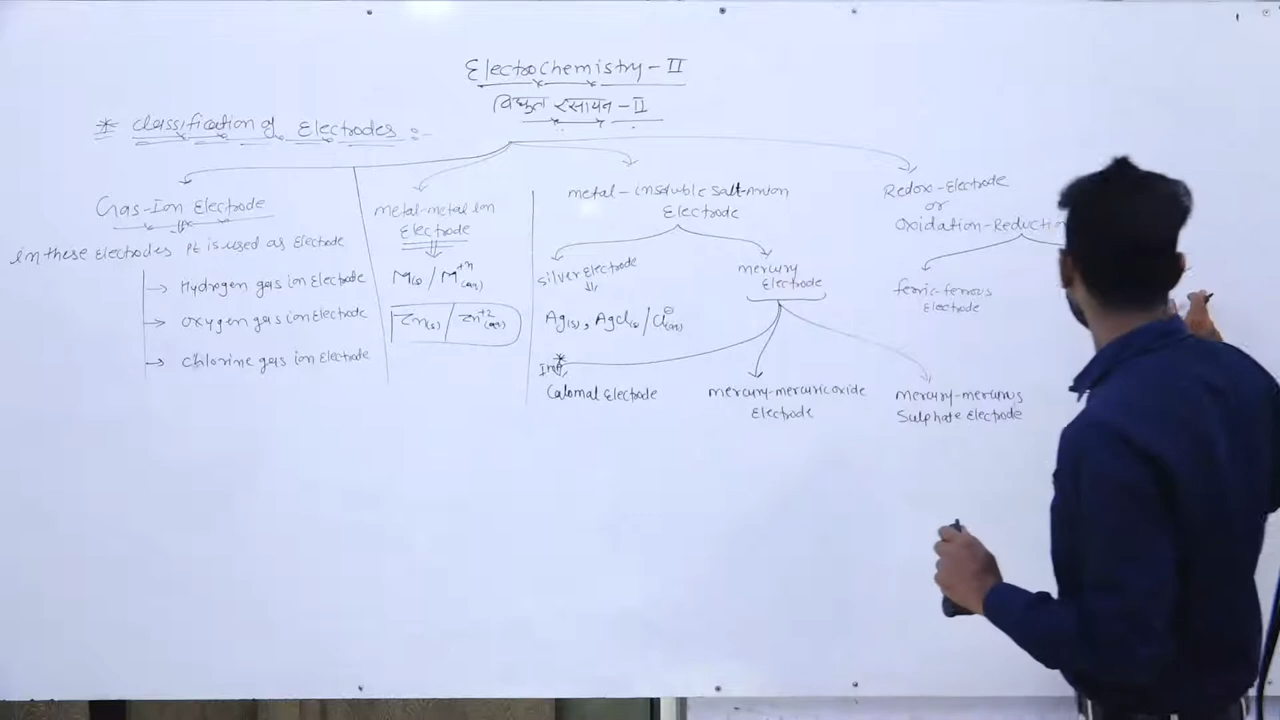 Electrochemistry-II
विद्युत रसायन-II
* Classification of Electrodes :-
Gas-Ion Electrode
in these Electrodes Pt is used as Electrode
→ Hydrogen gas ion Electrode
→ Oxygen gas ion Electrode
→ Chlorine gas ion Electrode
metal-metal ion
Electrode
M(s) / M+n(aq)
Zn(s) / Zn+2(aq)
metal-insoluble salt-Anion
Electrode
Silver Electrode
Ag(s), AgCl(s) / Cl⊖(aq)
mercury
Electrode
*
Imp
Calomal Electrode
mercury-mercuric oxide
Electrode
mercury-mercurus
Sulphate Electrode
Redox-Electrode
or
Oxidation-Reduction
ferric-ferrous
Electrode